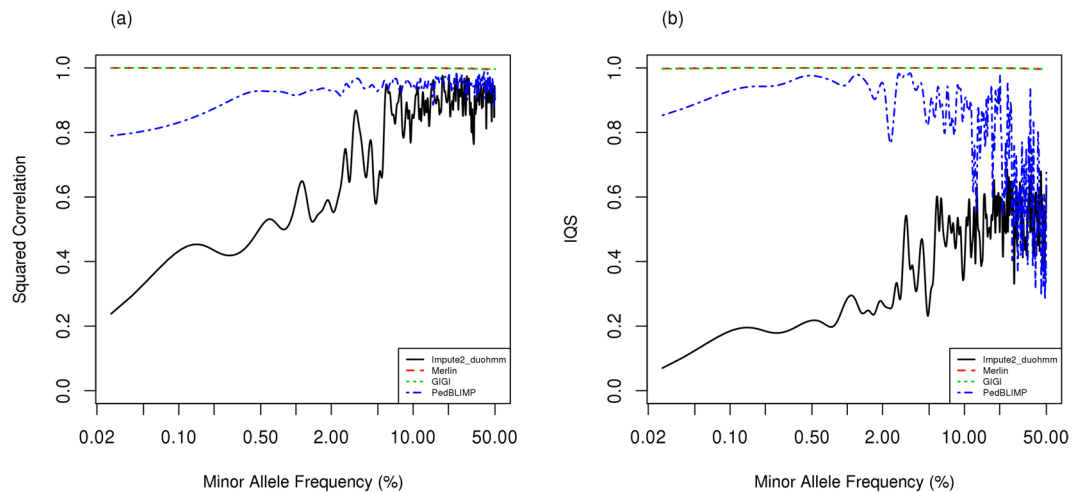 (a)
Squared Correlation
1.0
0.8
0.6
0.4
0.2
0.0
Impute2_duohmm
Merlin
GIGI
PedBLIMP
0.02 0.10 0.50 2.00 10.00 50.00
Minor Allele Frequency (%)
(b)
IQS
1.0
0.8
0.6
0.4
0.2
0.0
Impute2_duohmm
Merlin
GIGI
PedBLIMP
0.02 0.10 0.50 2.00 10.00 50.00
Minor Allele Frequency (%)